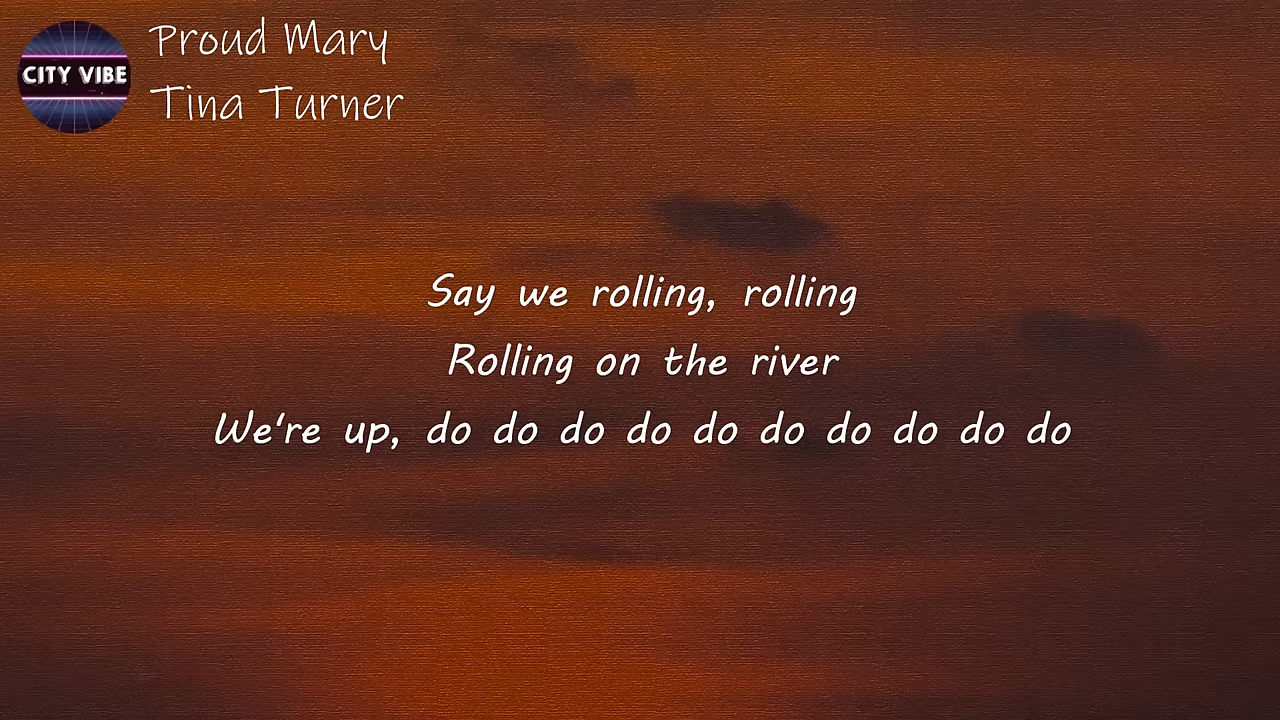 Proud Mary
CITY VIBE
Tina Turner
Say we rolling, rolling
Rolling on the river
We're up, do do do do do do do do do do